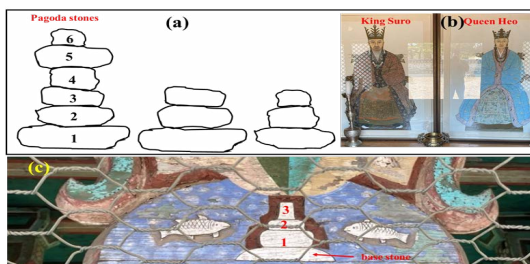 Pagoda stones
(a)
6
5
4
3
2
1
King Suro
(b)
Queen Heo
(c)
3
2
1
base stone